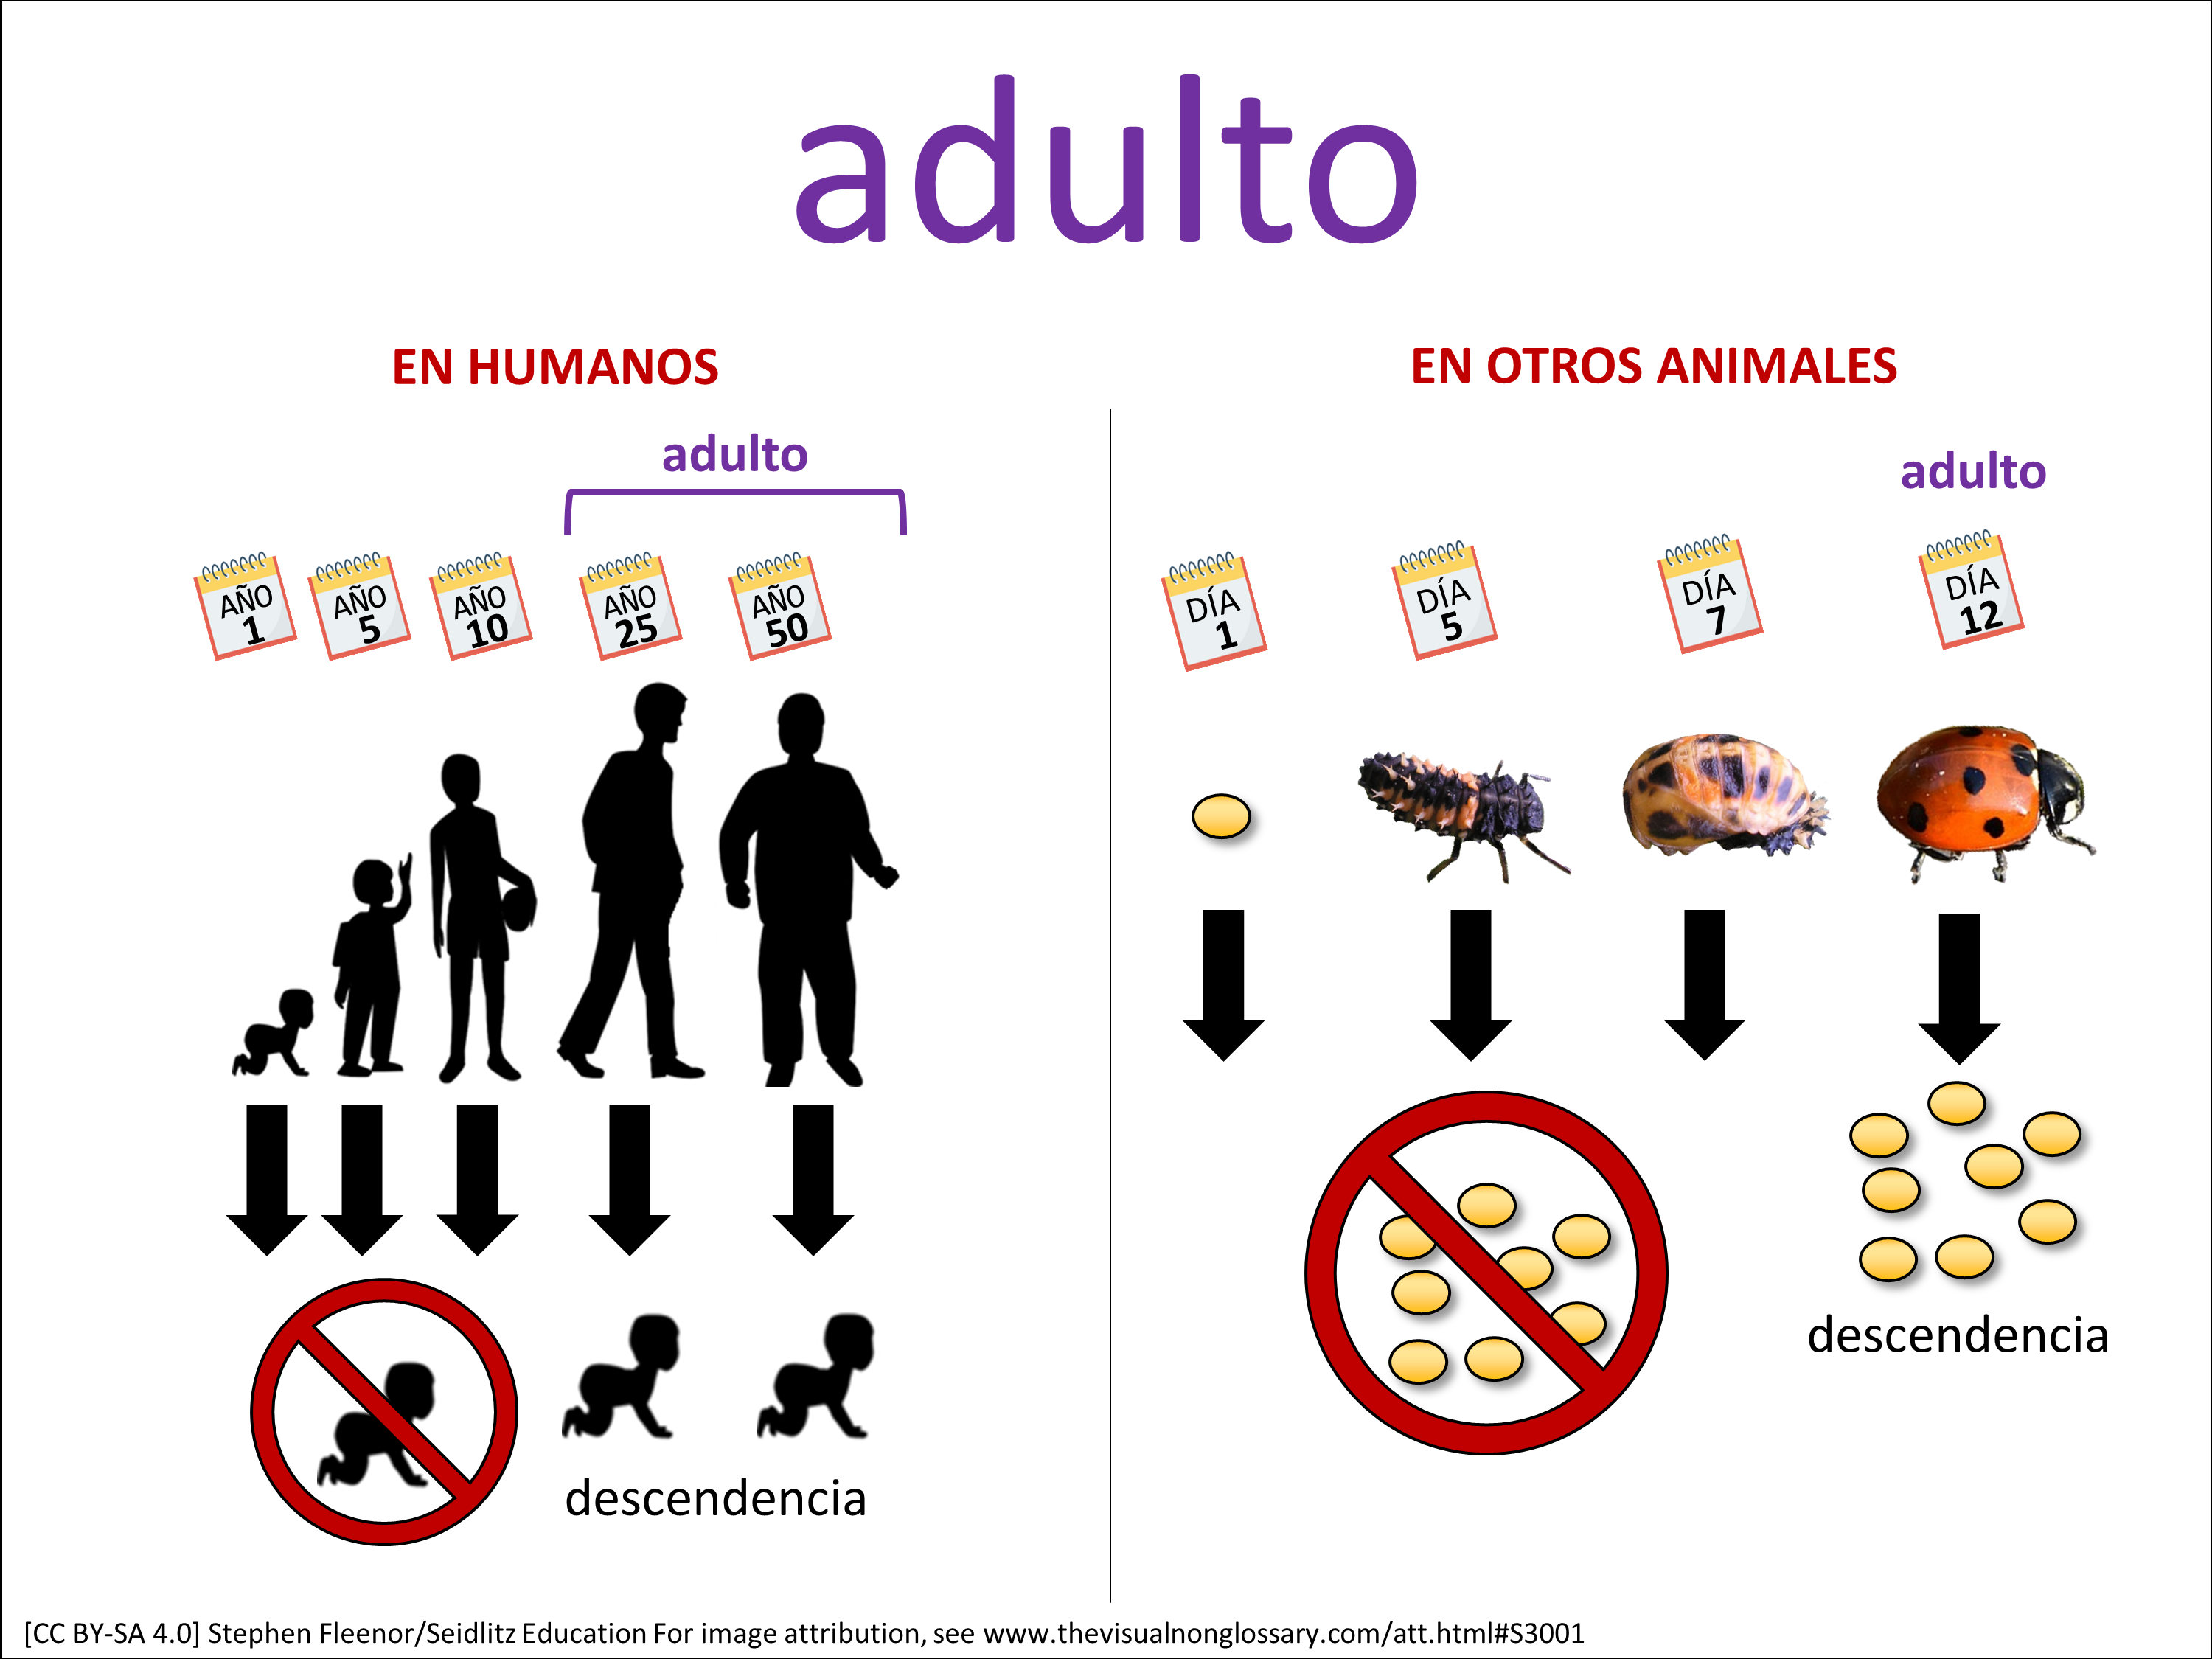 adulto
EN HUMANOS
adulto
AÑO
1
AÑO
5
AÑO
10
AÑO
25
AÑO
50
descendencia
EN OTROS ANIMALES
adulto
DÍA
1
DÍA
5
DÍA
7
DÍA
12
descendencia
[CC BY-SA 4.0] Stephen Fleenor/Seidlitz Education For image attribution, see www.thevisualnonglossary.com/att.html#S3001